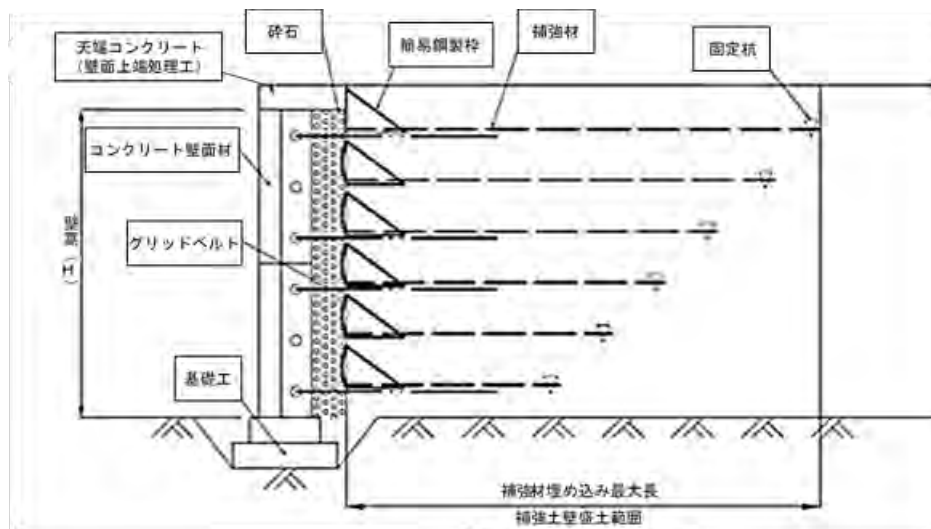 砕石
補強材
天端コンクリート
(壁面上端処理工)
簡易鋼製枠
固定杭
コンクリート壁面材
壁高(H)
グリッドベルト
基礎工
補強材埋め込み最大長
補強土壁盛土範囲